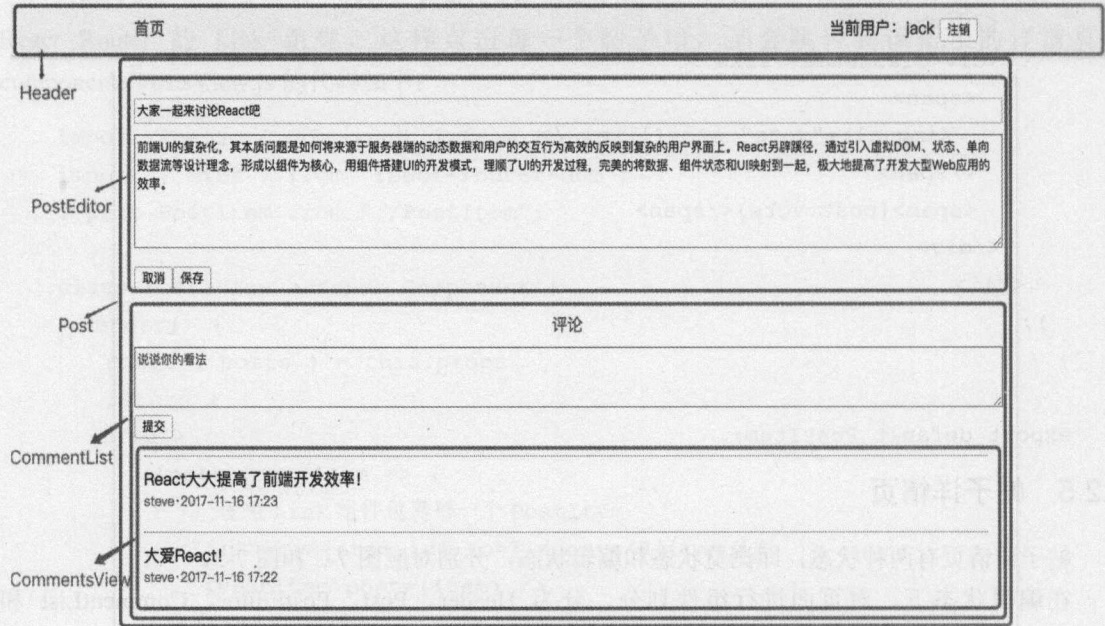 首页
当前用户：jack 注销
Header
大家一起来讨论React吧
前端UI的复杂化，其本质问题是如何将来源于服务器端的动态数据和用户的交互行为高效的反映到复杂的用户界面上。React另辟蹊径，通过引入虚拟DOM、状态、单向
数据流等设计理念，形成以组件为核心，用组件搭建UI的开发模式，理顺了UI的开发过程，完美的将数据、组件状态和UI映射到一起，极大地提高了开发大型Web应用的
效率。
PostEditor
取消 保存
Post
评论
说说你的看法
提交
CommentList
React大大提高了前端开发效率！
steve·2017-11-16 17:23
大爱React！
steve·2017-11-16 17:22
CommentsView